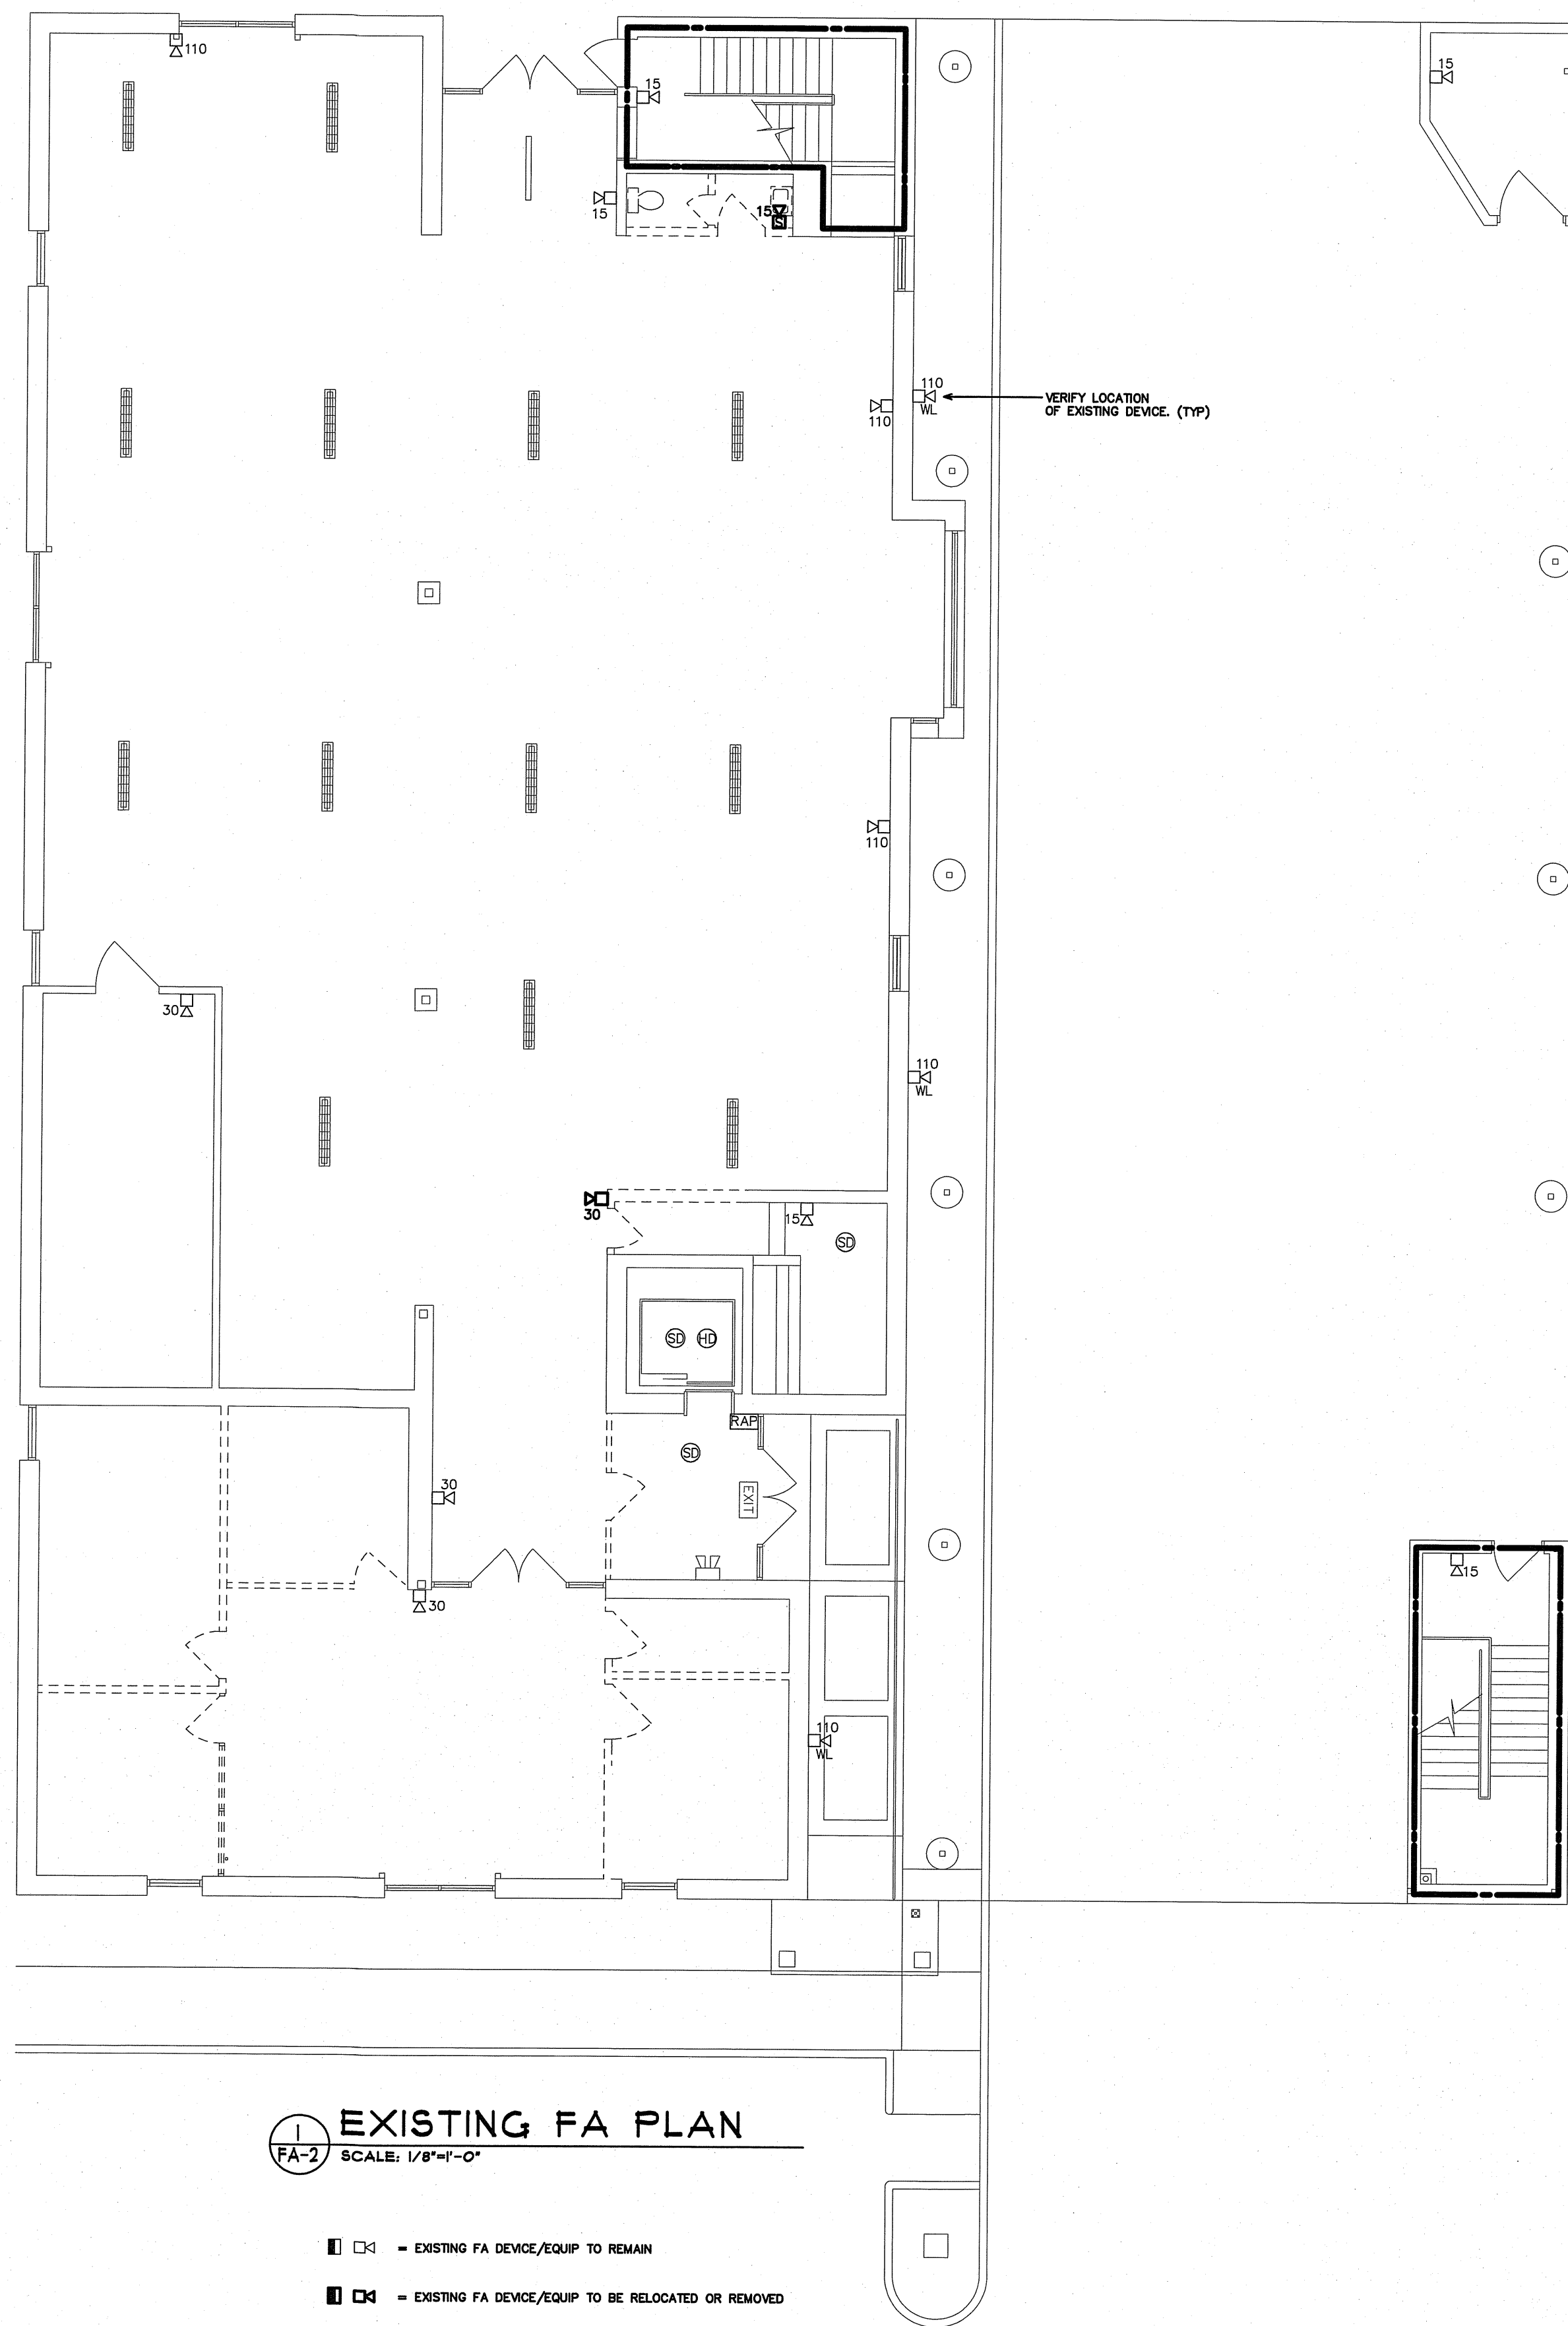 110
15
15
15
15
S
110
WL
VERIFY LOCATION
OF EXISTING DEVICE. (TYP)
110
110
30
110
WL
30
15
SD
SD
HD
RAP
SD
30
EXIT
15
30
110
WL
1
FA-2
EXISTING FA PLAN
SCALE: 1/8"=1'-0"
= EXISTING FA DEVICE/EQUIP TO REMAIN
= EXISTING FA DEVICE/EQUIP TO BE RELOCATED OR REMOVED